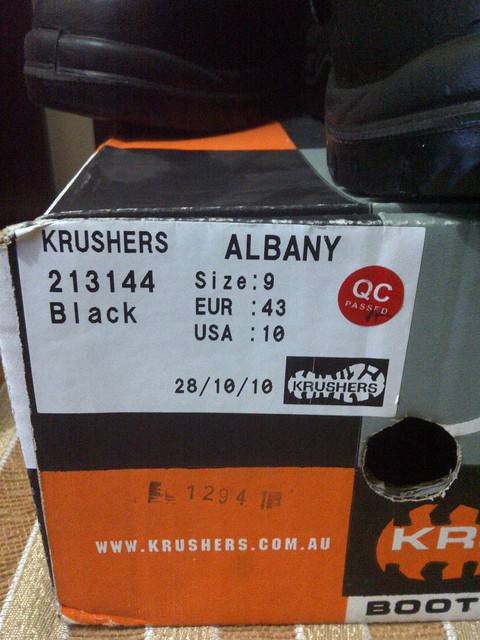 KRUSHERS ALBANY
213144 Size:9
Black EUR :43
USA :10
QC
PASSED
28/10/10 KRUSHERS
1294
WWW.KRUSHERS.COM.AU
KR
BOOT